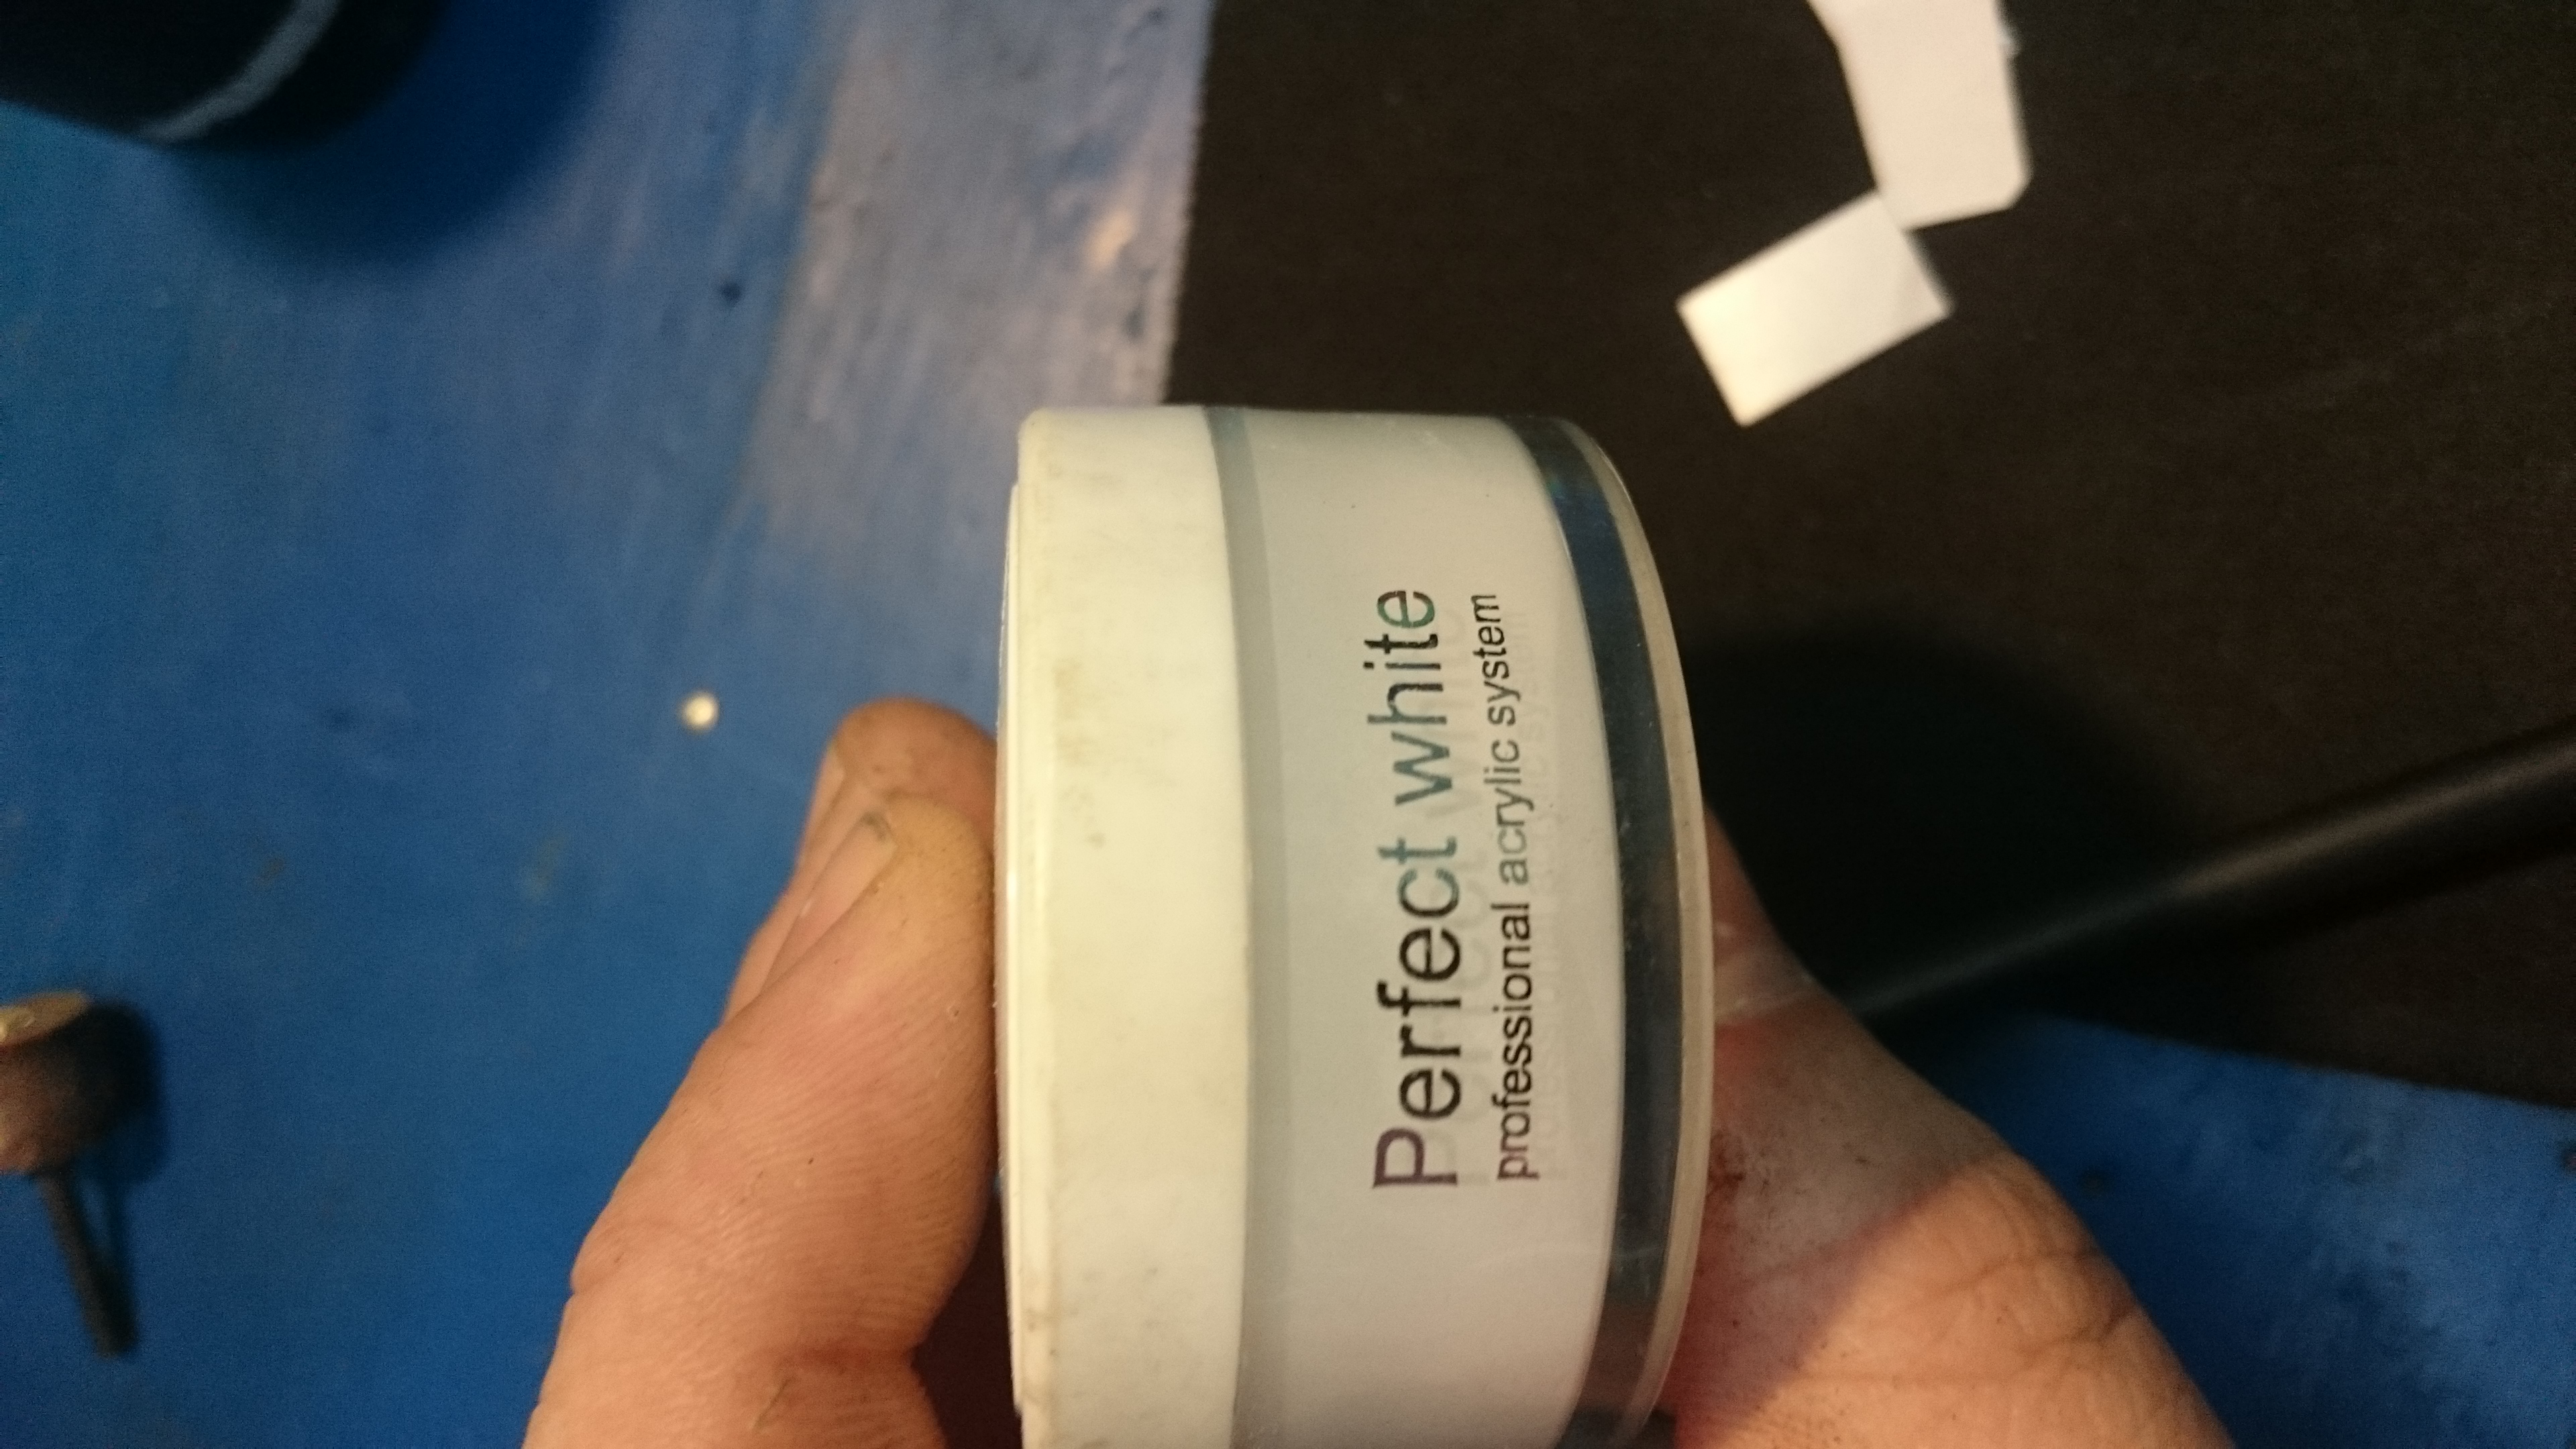 Perfect white
professional acrylic system